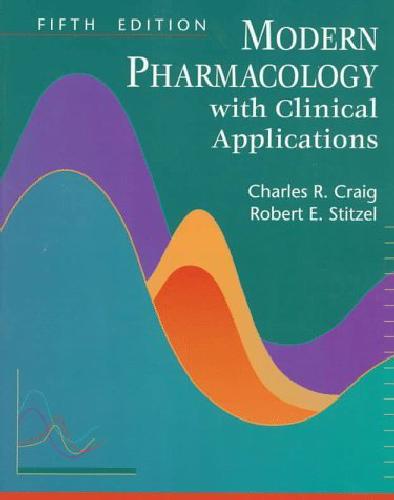 FIFTH EDITION
MODERN
PHARMACOLOGY
with Clinical
Applications
Charles R. Craig
Robert E. Stitzel